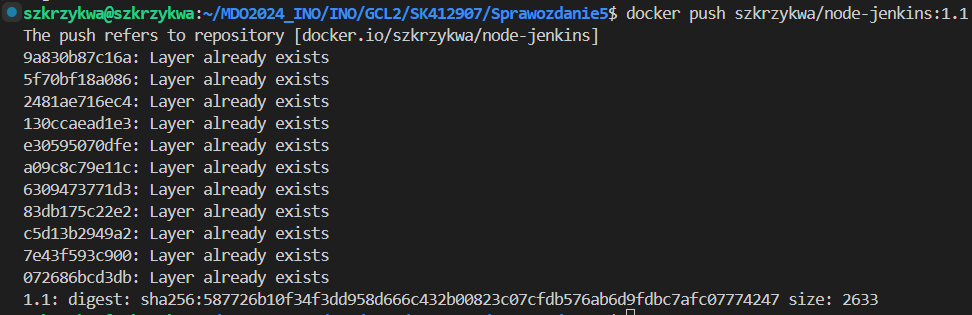 szkrzykwa@szkrzykwa:~/MDO2024_INO/INO/GCL2/SK412907/Sprawozdanie5$ docker push szkrzykwa/node-jenkins:1.1
The push refers to repository [docker.io/szkrzykwa/node-jenkins]
9a830b87c16a: Layer already exists
5f70bf18a086: Layer already exists
2481ae716ec4: Layer already exists
130ccaead1e3: Layer already exists
e30595070dfe: Layer already exists
a09c8c79e11c: Layer already exists
6309473771d3: Layer already exists
83db175c22e2: Layer already exists
c5d13b2949a2: Layer already exists
7e43f593c900: Layer already exists
072686bcd3db: Layer already exists
1.1: digest: sha256:587726b10f34f3dd958d666c432b00823c07cfdb576ab6d9fdbc7afc07774247 size: 2633